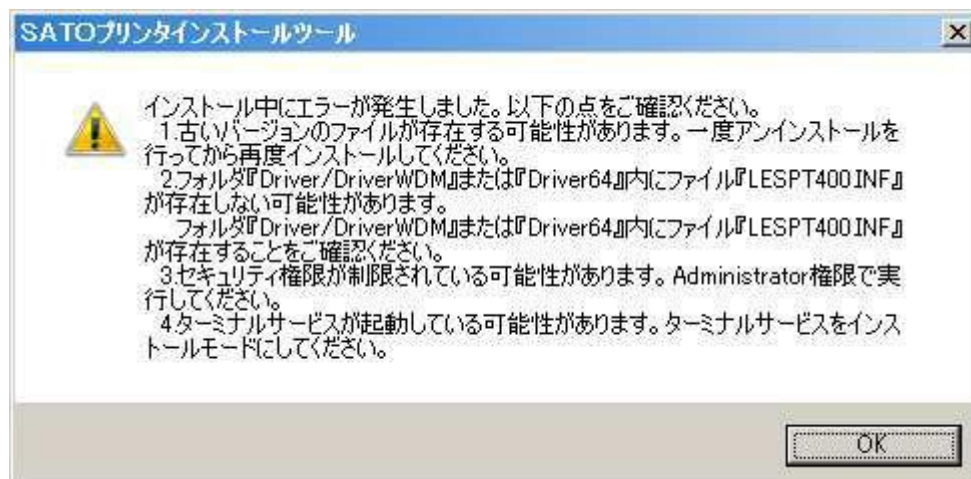 SATOプリンタインストールツール
インストール中にエラーが発生しました。以下の点をご確認ください。
1.古いバージョンのファイルが存在する可能性があります。一度アンインストールを
行ってから再度インストールしてください。
2.フォルダ『Driver/DriverWDM』または『Driver64』内にファイル『LESPT400.INF』
が存在しない可能性があります。
フォルダ『Driver/DriverWDM』または『Driver64』内にファイル『LESPT400.INF』
が存在することをご確認ください。
3.セキュリティ権限が制限されている可能性があります。Administrator権限で実
行してください。
4.ターミナルサービスが起動している可能性があります。ターミナルサービスをインス
トールモードにしてください。
OK